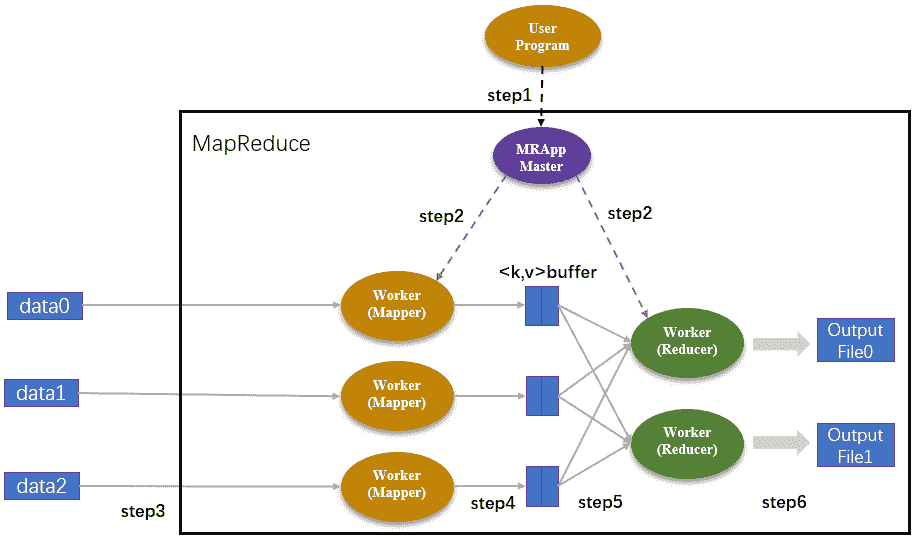 User
Program
step1
MapReduce
MRApp
Master
step2
step2
<k,v>buffer
data0
Worker
(Mapper)
Worker
(Reducer)
Output
File0
data1
Worker
(Mapper)
Worker
(Reducer)
Output
File1
data2
Worker
(Mapper)
step3
step4
step5
step6